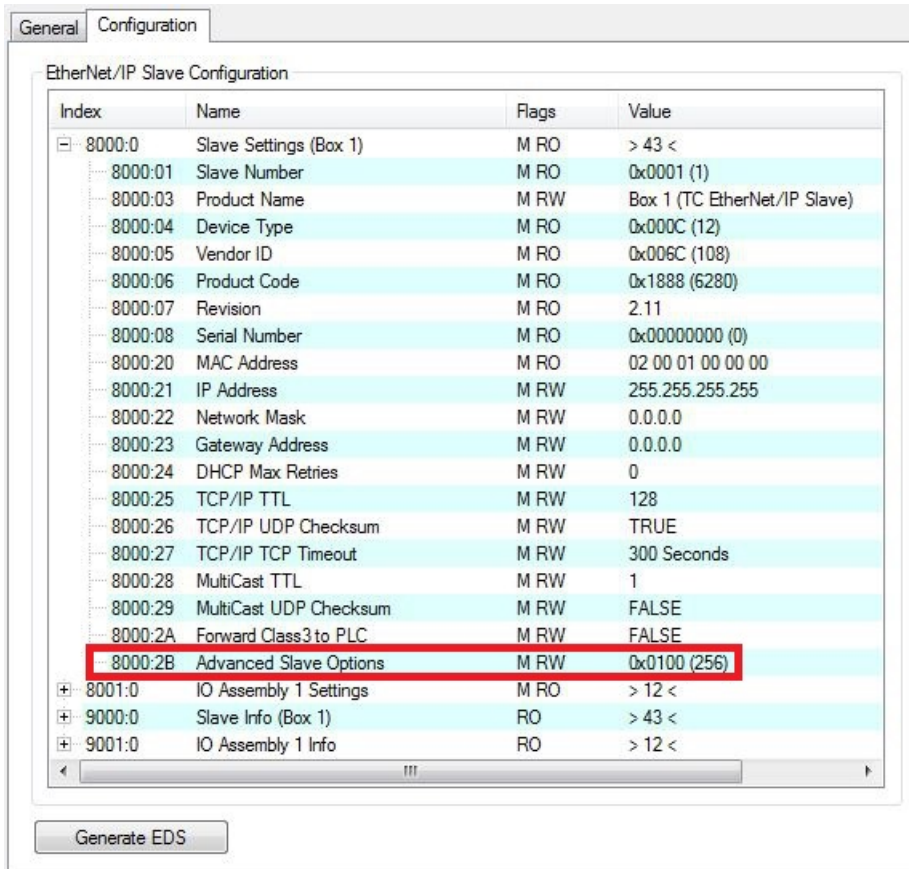 General Configuration
EtherNet/IP Slave Configuration
Index Name Flags Value
8000:0 Slave Settings (Box 1) M RO > 43 <
8000:01 Slave Number M RO 0x0001 (1)
8000:03 Product Name M RW Box 1 (TC EtherNet/IP Slave)
8000:04 Device Type M RO 0x000C (12)
8000:05 Vendor ID M RO 0x006C (108)
8000:06 Product Code M RO 0x1888 (6280)
8000:07 Revision M RO 2.11
8000:08 Serial Number M RO 0x00000000 (0)
8000:20 MAC Address M RO 02 00 01 00 00 00
8000:21 IP Address M RW 255.255.255.255
8000:22 Network Mask M RW 0.0.0.0
8000:23 Gateway Address M RW 0.0.0.0
8000:24 DHCP Max Retries M RW 0
8000:25 TCP/IP TTL M RW 128
8000:26 TCP/IP UDP Checksum M RW TRUE
8000:27 TCP/IP TCP Timeout M RW 300 Seconds
8000:28 MultiCast TTL M RW 1
8000:29 MultiCast UDP Checksum M RW FALSE
8000:2A Forward Class3 to PLC M RW FALSE
8000:2B Advanced Slave Options M RW 0x0100 (256)
8001:0 IO Assembly 1 Settings M RO > 12 <
9000:0 Slave Info (Box 1) RO > 43 <
9001:0 IO Assembly 1 Info RO > 12 <
Generate EDS